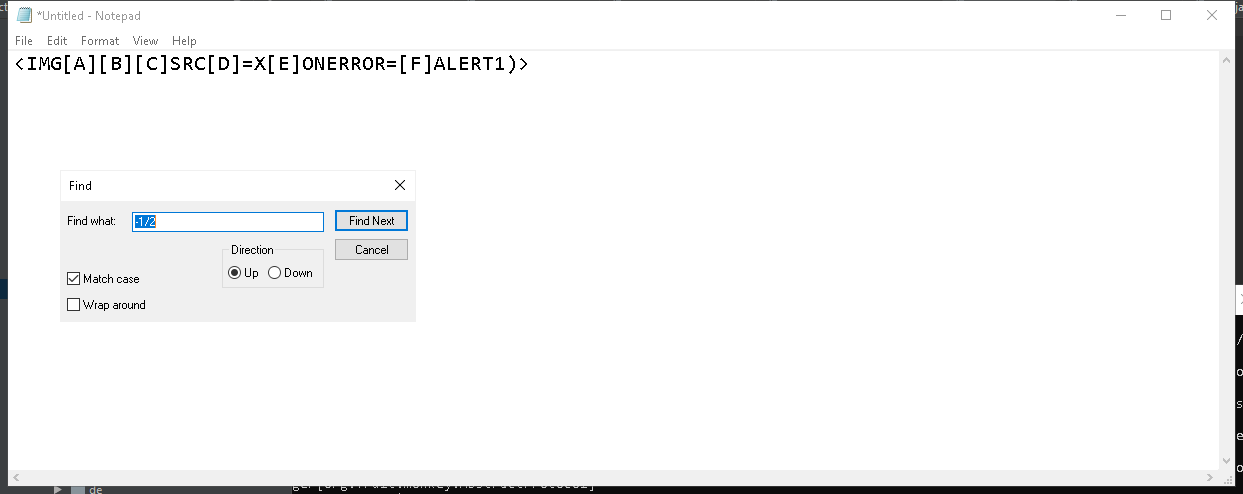 *Untitled - Notepad
File Edit Format View Help
<IMG[A][B][C]SRC[D]=X[E]ONERROR=[F]ALERT1)>
Find
Find what: -1/2 Find Next
Direction Cancel
Up Down
Match case
Wrap around
de